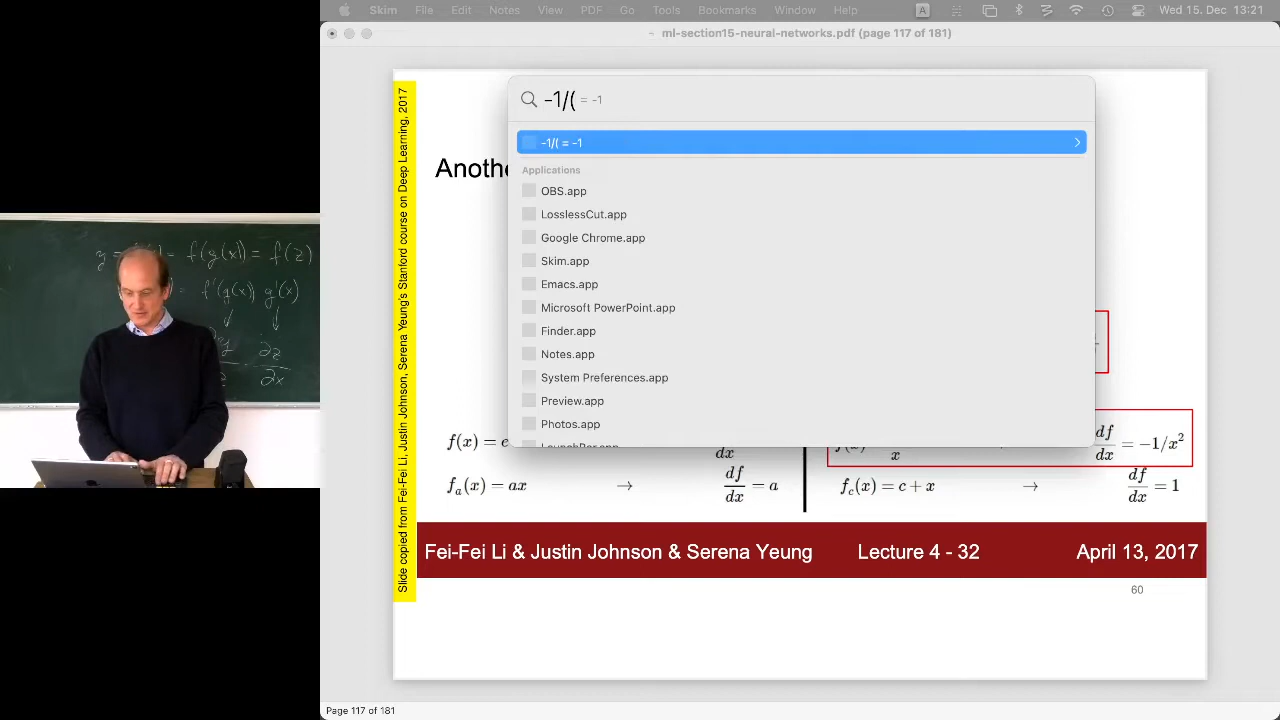 Skim File Edit Notes View PDF Go Tools Bookmarks Window Help A Wed 15. Dec 13:21
ml-section15-neural-networks.pdf (page 117 of 181)
-1/( = -1
-1/( = -1
Applications
OBS.app
LosslessCut.app
Google Chrome.app
Skim.app
Emacs.app
Microsoft PowerPoint.app
Finder.app
Notes.app
System Preferences.app
Preview.app
Photos.app
Anothe
Slide copied from Fei-Fei Li, Justin Johnson, Serena Yeung's Stanford course on Deep Learning, 2017
f(g(x)) = f(z)
f'(g(x)) g'(x)
∂z
∂x
f(x) = e
dx
x
df
dx = -1/x²
f_a(x) = ax → df/dx = a
f_c(x) = c + x → df/dx = 1
Fei-Fei Li & Justin Johnson & Serena Yeung Lecture 4 - 32 April 13, 2017
60
Page 117 of 181